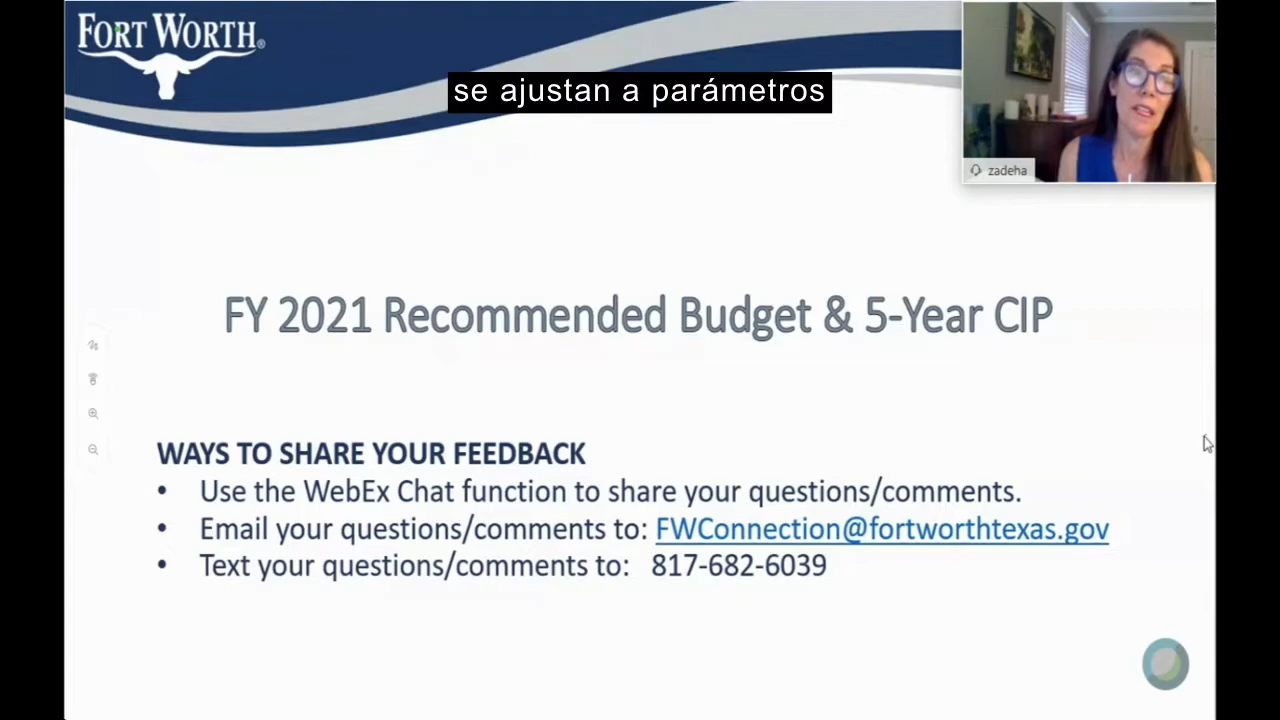 FORT WORTH®
se ajustan a parámetros
zadeha
FY 2021 Recommended Budget & 5-Year CIP
WAYS TO SHARE YOUR FEEDBACK
• Use the WebEx Chat function to share your questions/comments.
• Email your questions/comments to: FWConnection@fortworthtexas.gov
• Text your questions/comments to: 817-682-6039